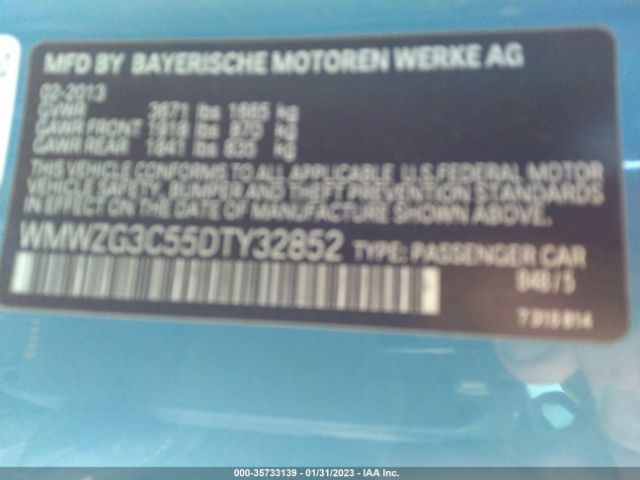 MFD BY BAYERISCHE MOTOREN WERKE AG
02-2013
GVWR 3671 lbs 1665 kg
GAWR FRONT 1918 lbs 870 kg
GAWR REAR 1841 lbs 835 kg
THIS VEHICLE CONFORMS TO ALL APPLICABLE U.S.FEDERAL MOTOR
VEHICLE SAFETY, BUMPER AND THEFT PREVENTION STANDARDS
IN EFFECT ON THE DATE OF MANUFACTURE SHOWN ABOVE.
WMWZG3C55DTY32852 TYPE: PASSENGER CAR
000-35733139 - 01/31/2023 - IAA Inc.